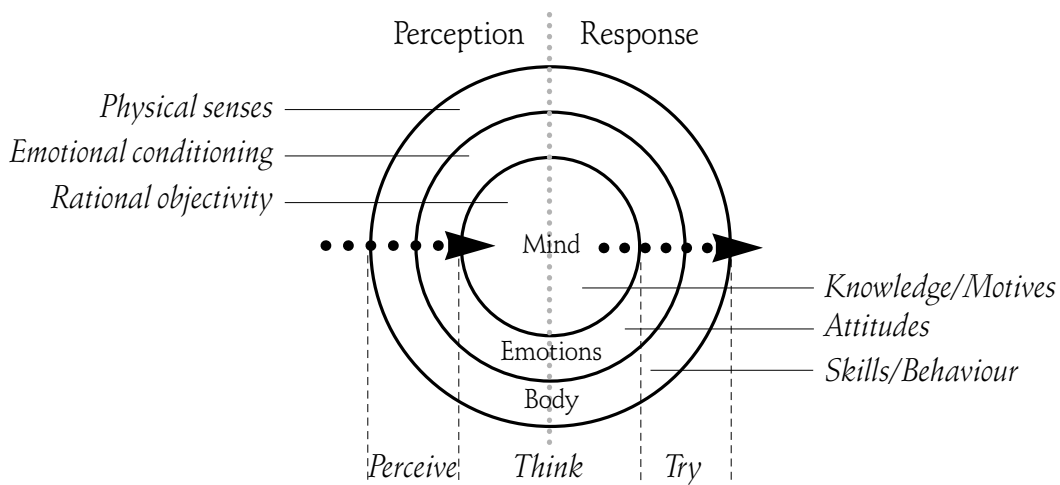 Perception Response
Physical senses
Emotional conditioning
Rational objectivity
Mind
Knowledge/Motives
Attitudes
Emotions
Skills/Behaviour
Body
Perceive Think Try